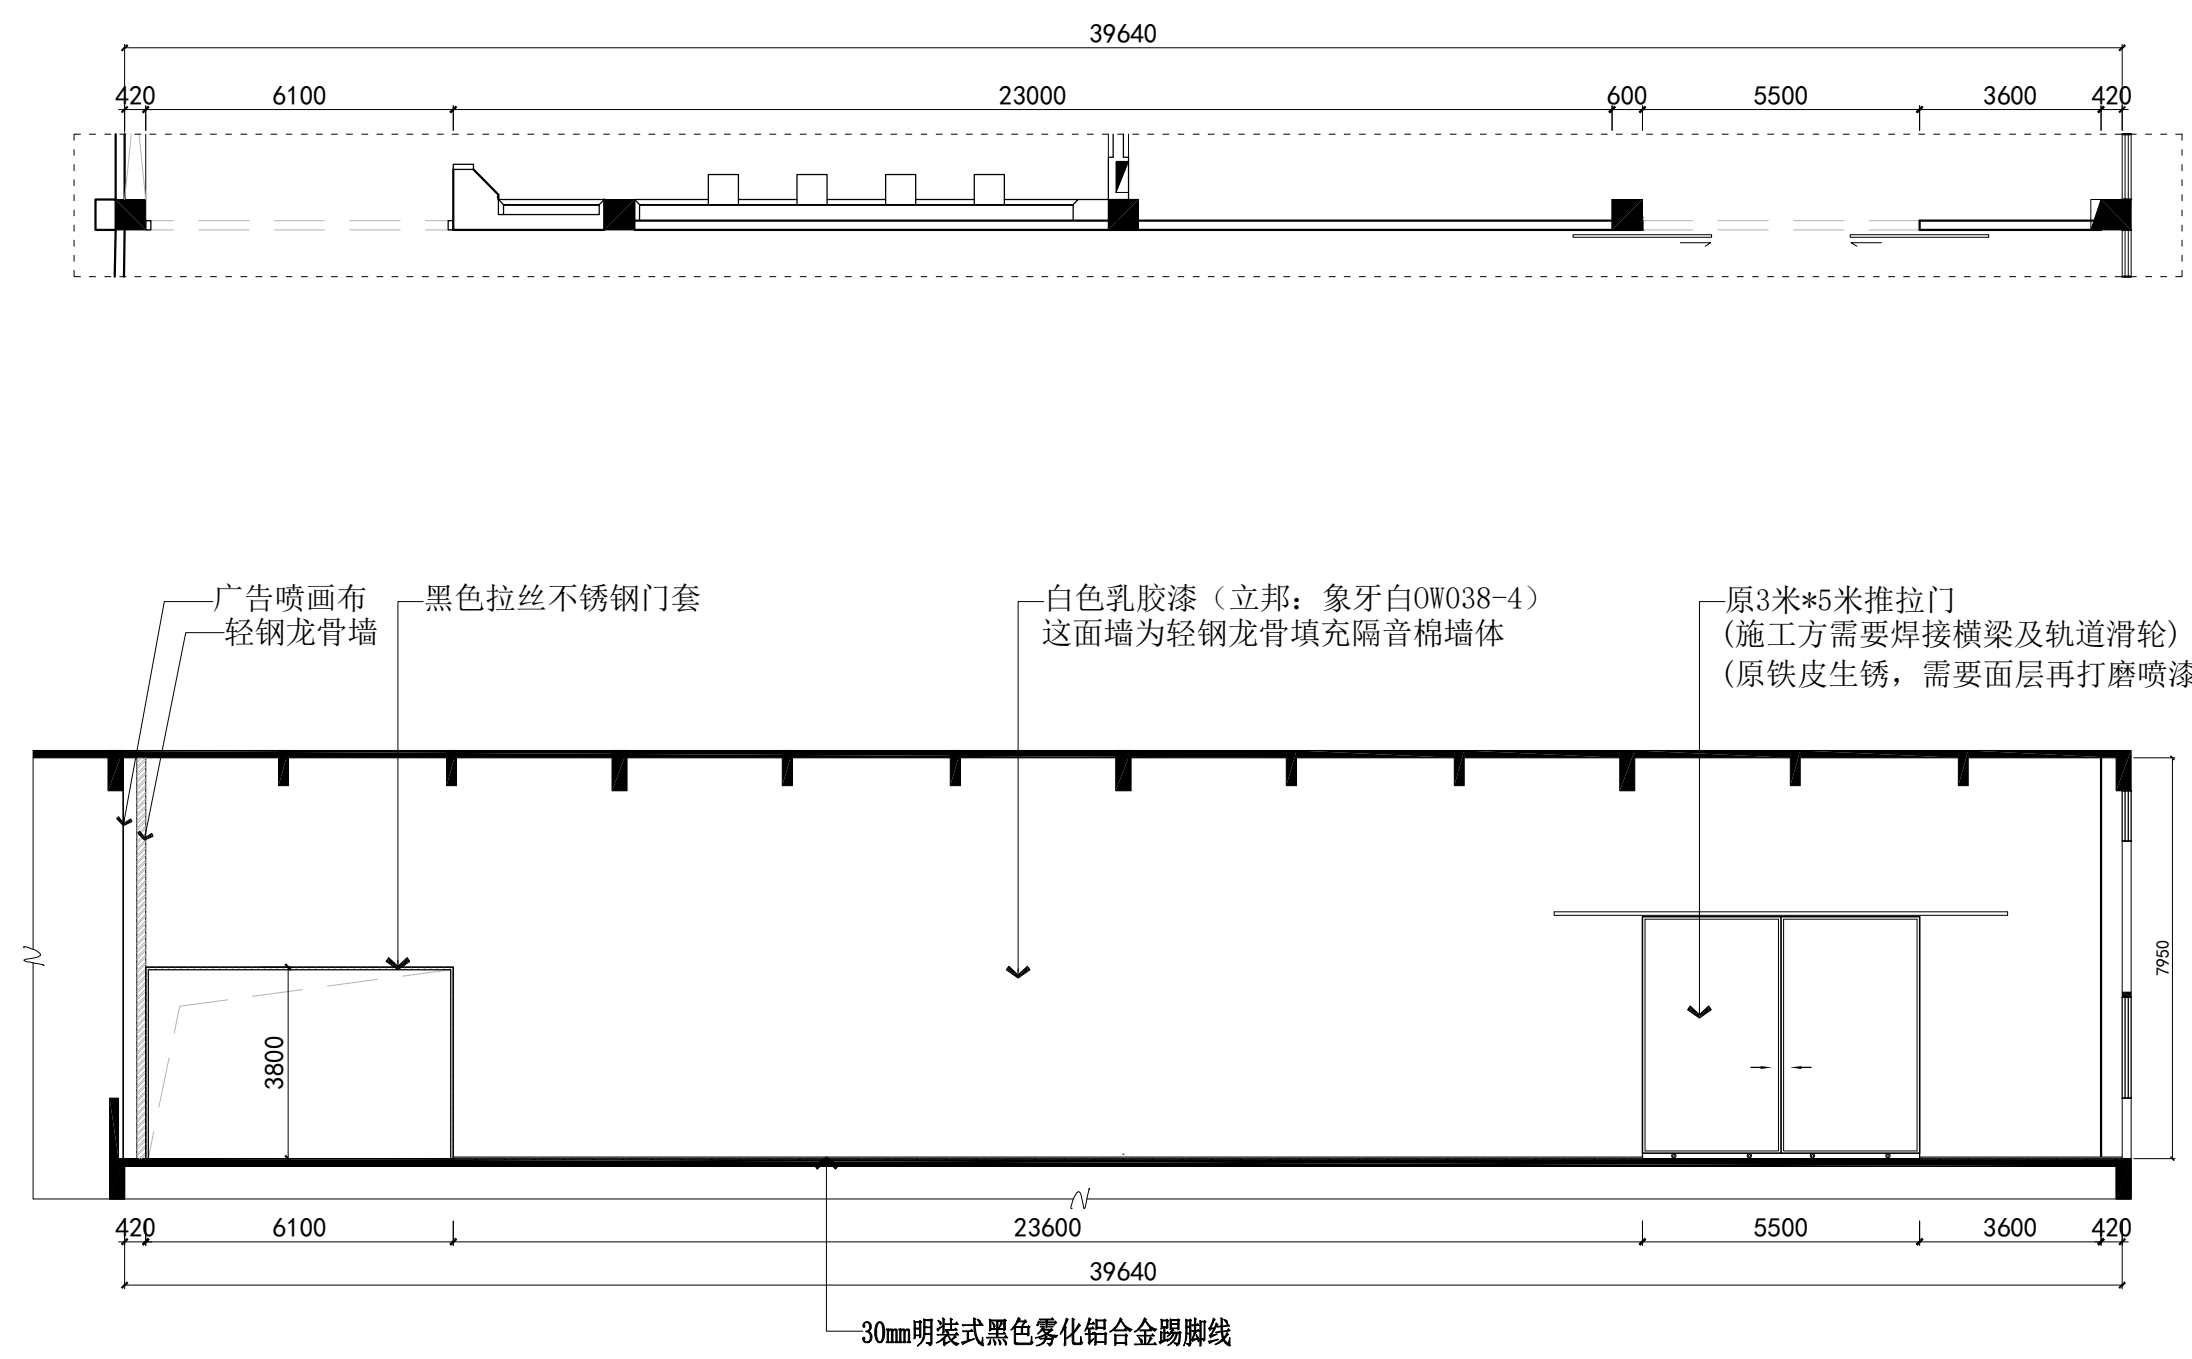 39640
420 6100 23000 600 5500 3600 420
广告喷画布
轻钢龙骨墙
黑色拉丝不锈钢门套
白色乳胶漆（立邦：象牙白OW038-4）
这面墙为轻钢龙骨填充隔音棉墙体
原3米*5米推拉门
(施工方需要焊接横梁及轨道滑轮)
(原铁皮生锈，需要面层再打磨喷漆
7950
3800
420 6100 23600 5500 3600 420
39640
30mm明装式黑色雾化铝合金踢脚线